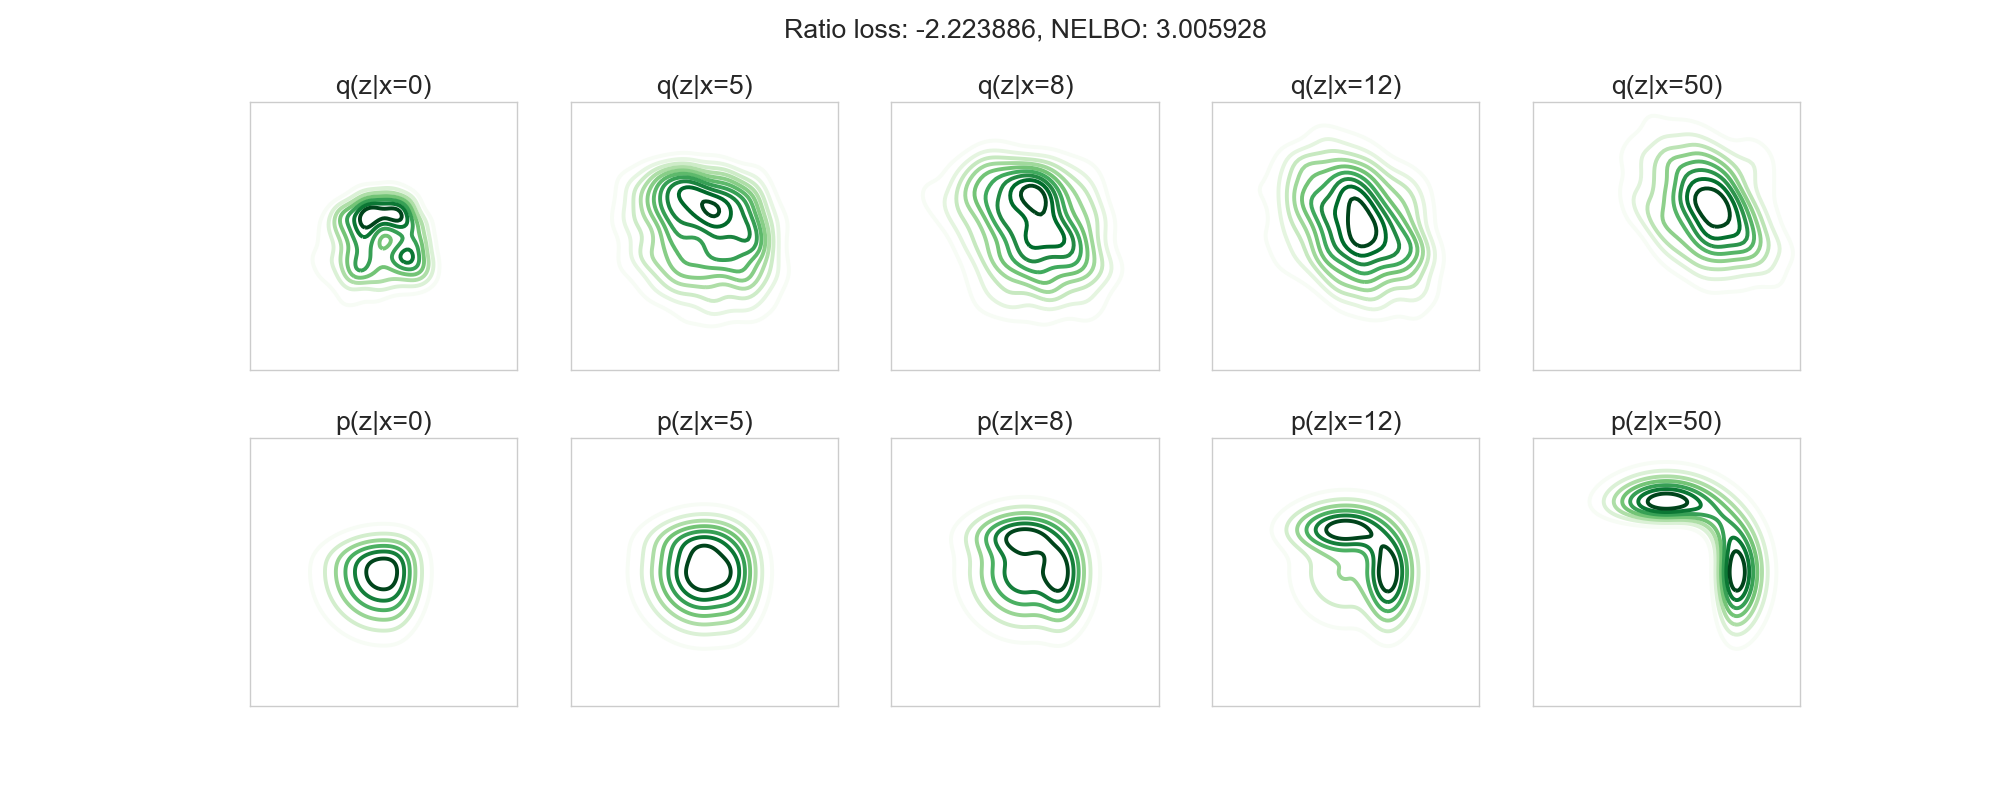 Ratio loss: -2.223886, NELBO: 3.005928
q(z|x=0) q(z|x=5) q(z|x=8) q(z|x=12) q(z|x=50)
p(z|x=0) p(z|x=5) p(z|x=8) p(z|x=12) p(z|x=50)